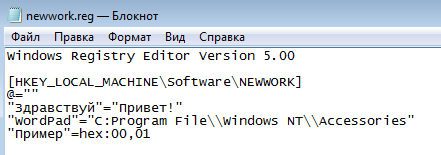 newwork.reg — Блокнот
Файл Правка Формат Вид Справка
Windows Registry Editor Version 5.00
[HKEY_LOCAL_MACHINE\Software\NEWWORK]
@=""
"Здравствуй"="Привет!"
"WordPad"="C:Program File\\Windows NT\\Accessories"
"Пример"=hex:00,01